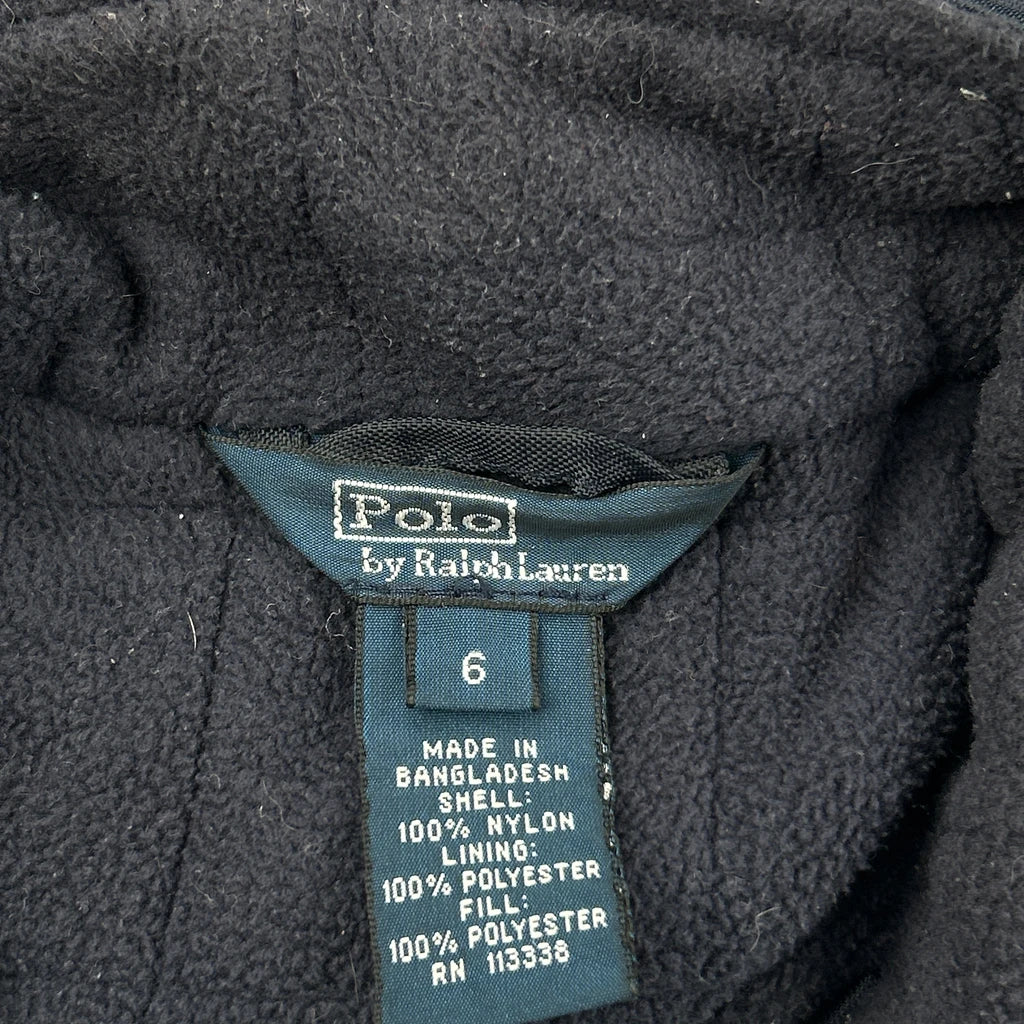 Polo
by Ralph Lauren
6
MADE IN
BANGLADESH
SHELL:
100% NYLON
LINING:
100% POLYESTER
FILL:
100% POLYESTER
RN 113338